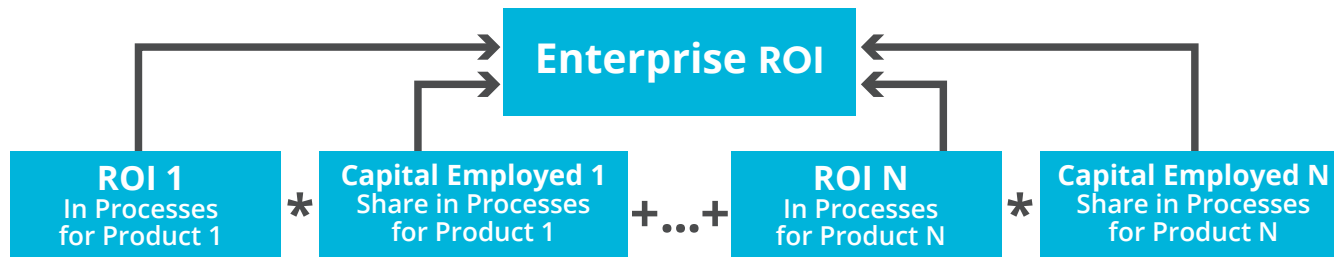 Enterprise ROI
ROI 1
In Processes
for Product 1
*
Capital Employed 1
Share in Processes
for Product 1
+...+
ROI N
In Processes
for Product N
*
Capital Employed N
Share in Processes
for Product N